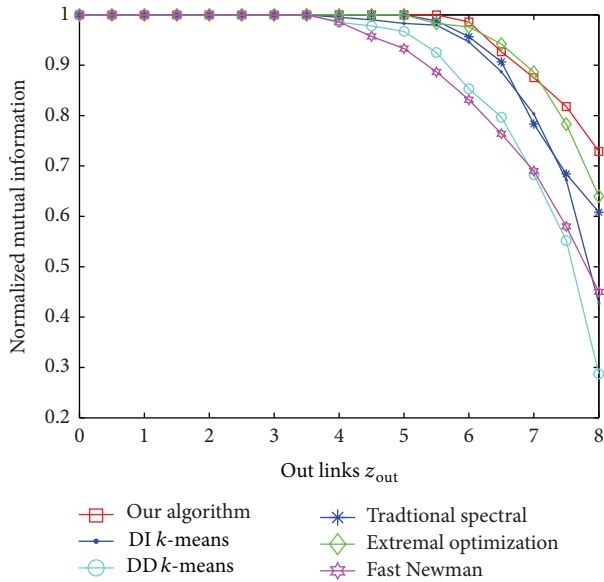 1
0.9
0.8
0.7
0.6
0.5
0.4
0.3
0.2
Normalized mutual information
0 1 2 3 4 5 6 7 8
Out links z_out
Our algorithm
DI k-means
DD k-means
Tradtional spectral
Extremal optimization
Fast Newman